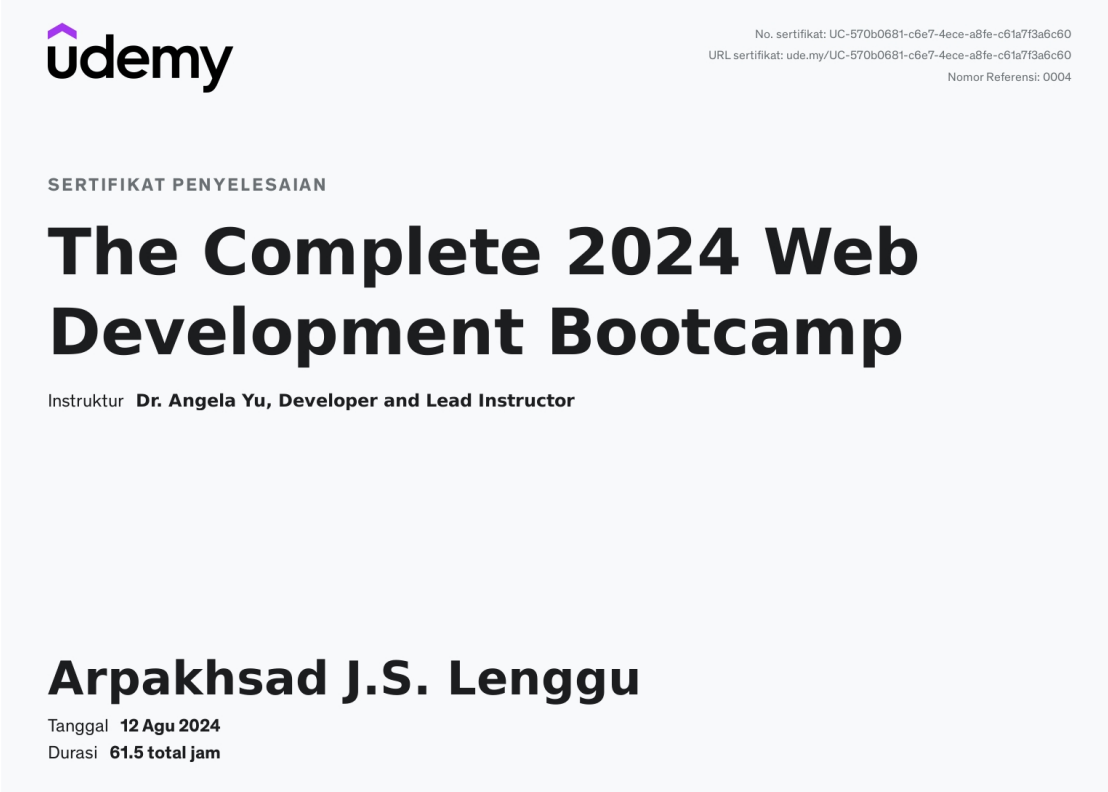 udemy
No. sertifikat: UC-570b0681-c6e7-4ece-a8fe-c61a7f3a6c60
URL sertifikat: ude.my/UC-570b0681-c6e7-4ece-a8fe-c61a7f3a6c60
Nomor Referensi: 0004
SERTIFIKAT PENYELESAIAN
The Complete 2024 Web
Development Bootcamp
Instruktur Dr. Angela Yu, Developer and Lead Instructor
Arpakhsad J.S. Lenggu
Tanggal 12 Agu 2024
Durasi 61.5 total jam